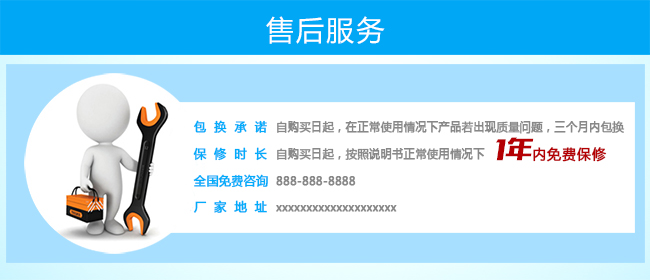 售后服务
包换承诺 自购买日起，在正常使用情况下产品若出现质量问题，三个月内包换
保修时长 自购买日起，按照说明书正常使用情况下 1年内免费保修
全国免费咨询 888-888-8888
厂家地址 xxxxxxxxxxxxxxxxxxxx